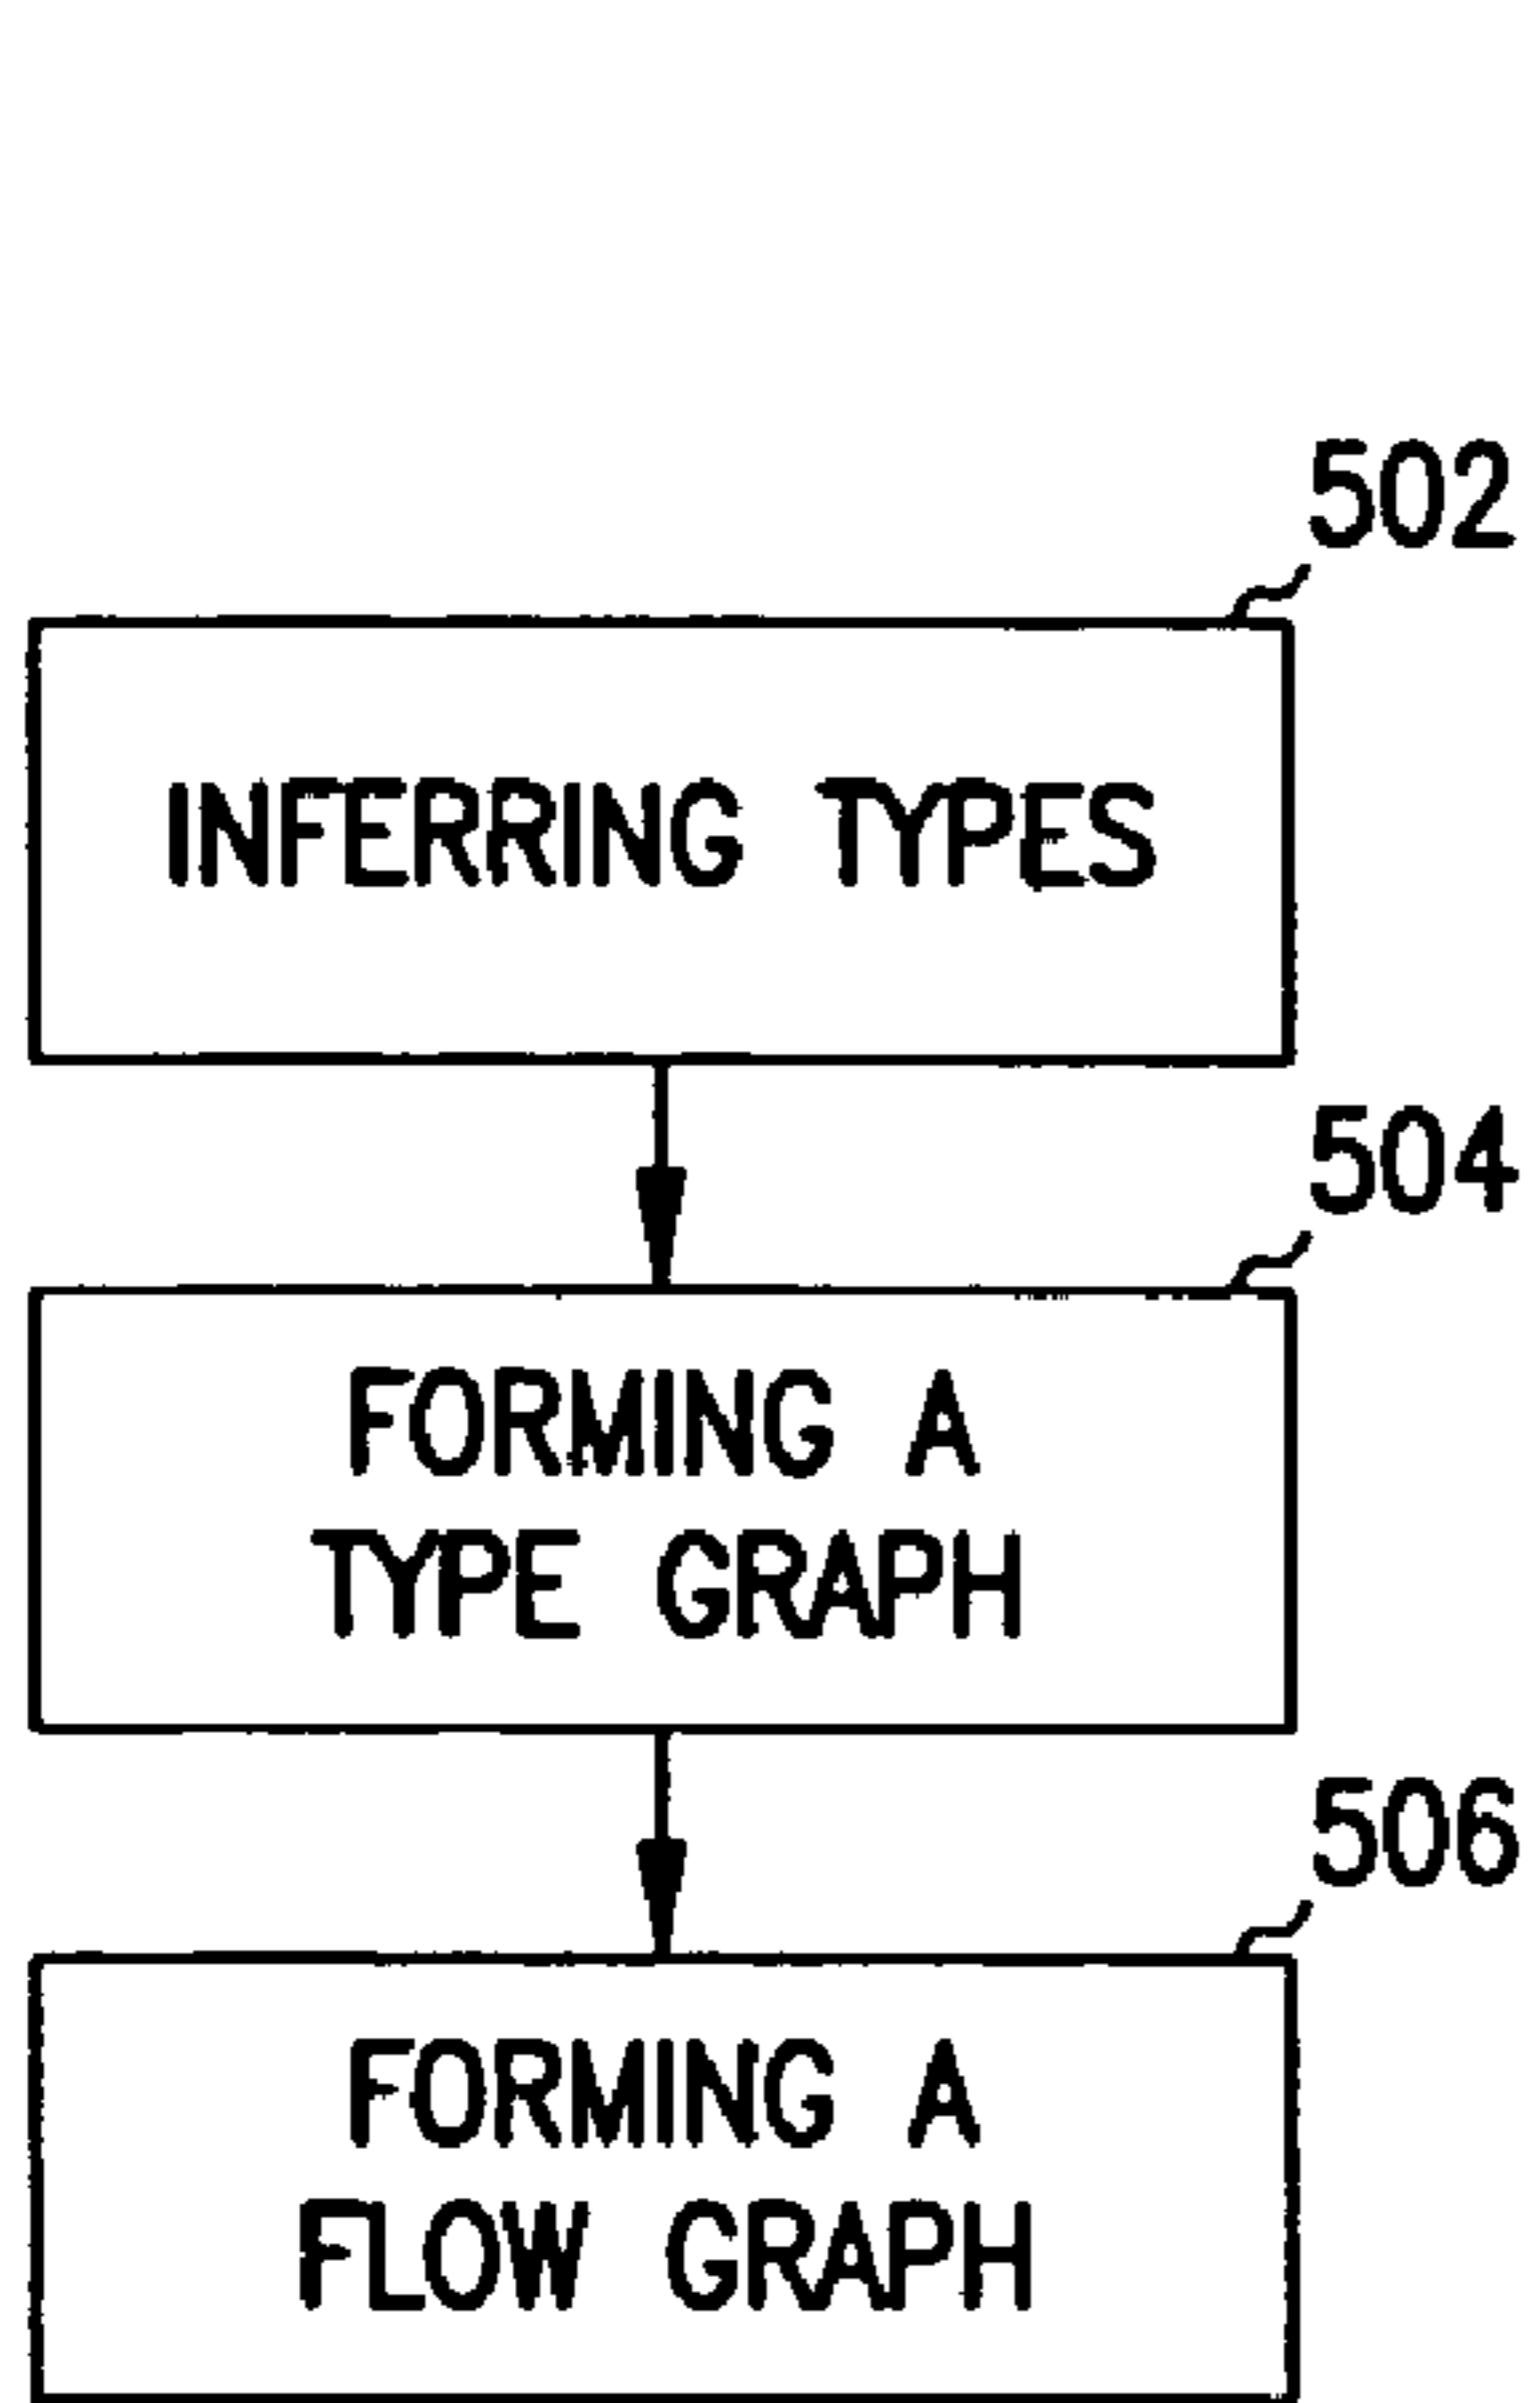 502
INFERRING TYPES
504
FORMING A
TYPE GRAPH
506
FORMING A
FLOW GRAPH